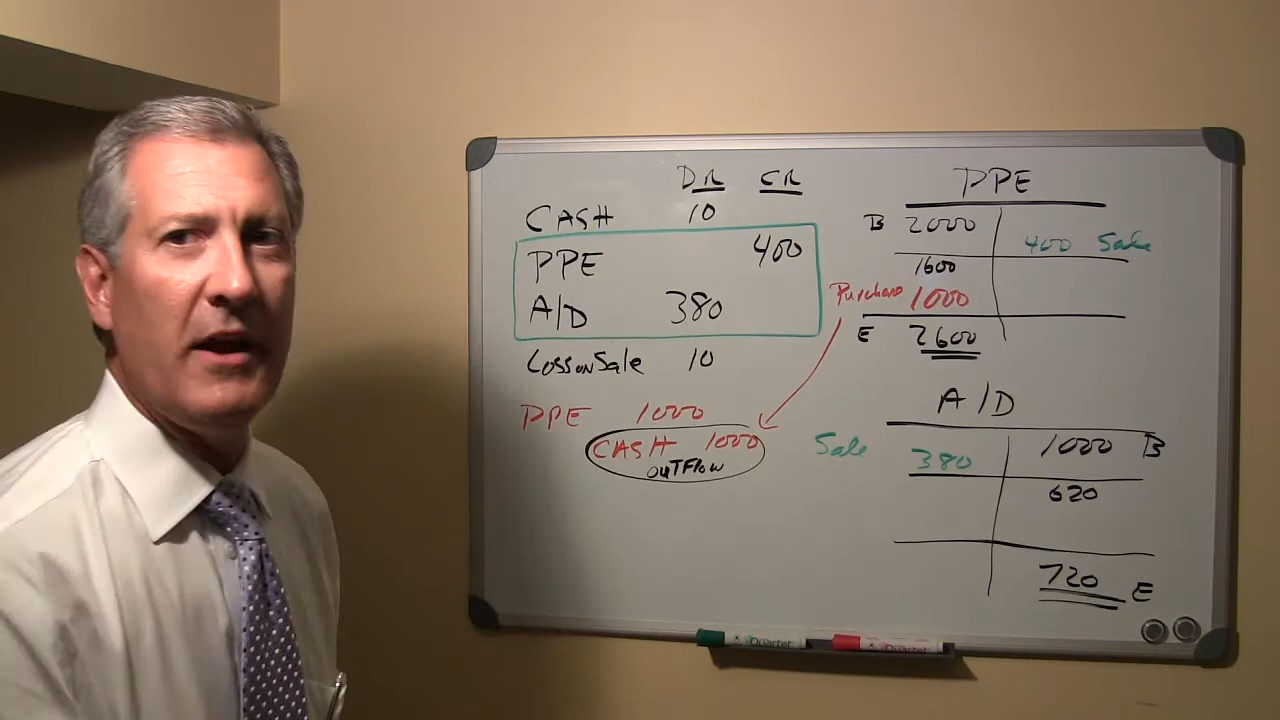 DR CR
CASH 10
PPE 400
A/D 380
Loss on Sale 10
PPE 1000
CASH 1000
OUTFLOW
PPE
B 2000
400 Sale
1600
Purchase 1000
E 2600
A/D
1000 B
Sale 380
620
720 E
Quartet
Quartet